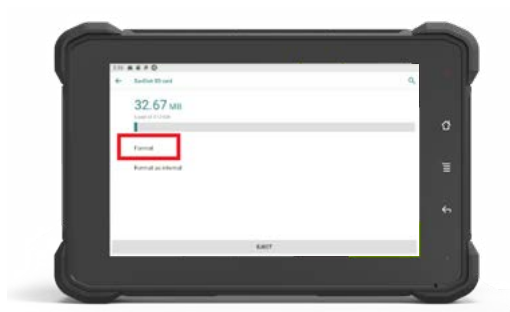 SanDisk SD card
32.67 MB
Format
Format as internal
EJECT